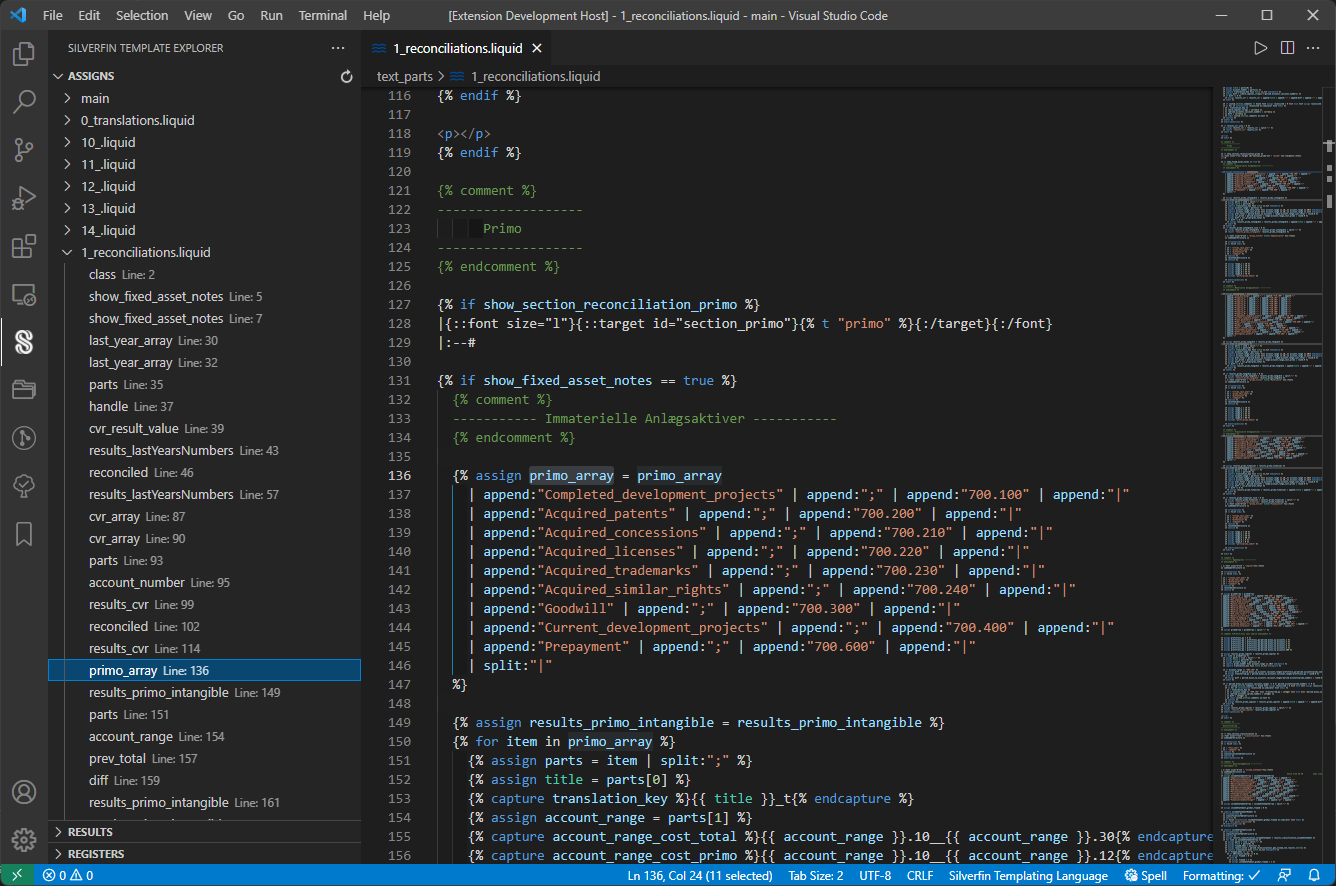 File Edit Selection View Go Run Terminal Help [Extension Development Host] - 1_reconciliations.liquid - main - Visual Studio Code
SILVERFIN TEMPLATE EXPLORER
ASSIGNS
main
0_translations.liquid
10_.liquid
11_.liquid
12_.liquid
13_.liquid
14_.liquid
1_reconciliations.liquid
class Line: 2
show_fixed_asset_notes Line: 5
show_fixed_asset_notes Line: 7
last_year_array Line: 30
last_year_array Line: 32
parts Line: 35
handle Line: 37
cvr_result_value Line: 39
results_lastYearsNumbers Line: 43
reconciled Line: 46
results_lastYearsNumbers Line: 57
cvr_array Line: 87
cvr_array Line: 90
parts Line: 93
account_number Line: 95
results_cvr Line: 99
reconciled Line: 102
results_cvr Line: 114
primo_array Line: 136
results_primo_intangible Line: 149
parts Line: 151
account_range Line: 154
prev_total Line: 157
diff Line: 159
results_primo_intangible Line: 161
RESULTS
REGISTERS
1_reconciliations.liquid
text_parts > 1_reconciliations.liquid
116 {% endif %}
117
118 <p></p>
119 {% endif %}
120
121 {% comment %}
122 -------------------
123 Primo
124 -------------------
125 {% endcomment %}
126
127 {% if show_section_reconciliation_primo %}
128 |{::font size="l"}{::target id="section_primo"}{% t "primo" %}{:/target}{:/font}
129 |:--#
130
131 {% if show_fixed_asset_notes == true %}
132 {% comment %}
133 ----------- Immaterielle Anlægsaktiver -----------
134 {% endcomment %}
135
136 {% assign primo_array = primo_array
137 | append:"Completed_development_projects" | append:";" | append:"700.100" | append:"|"
138 | append:"Acquired_patents" | append:";" | append:"700.200" | append:"|"
139 | append:"Acquired_concessions" | append:";" | append:"700.210" | append:"|"
140 | append:"Acquired_licenses" | append:";" | append:"700.220" | append:"|"
141 | append:"Acquired_trademarks" | append:";" | append:"700.230" | append:"|"
142 | append:"Acquired_similar_rights" | append:";" | append:"700.240" | append:"|"
143 | append:"Goodwill" | append:";" | append:"700.300" | append:"|"
144 | append:"Current_development_projects" | append:";" | append:"700.400" | append:"|"
145 | append:"Prepayment" | append:";" | append:"700.600" | append:"|"
146 | split:"|"
147 %}
148
149 {% assign results_primo_intangible = results_primo_intangible %}
150 {% for item in primo_array %}
151 {% assign parts = item | split:";" %}
152 {% assign title = parts[0] %}
153 {% capture translation_key %}{{ title }}_t{% endcapture %}
154 {% assign account_range = parts[1] %}
155 {% capture account_range_cost_total %}{{ account_range }}.10__{{ account_range }}.30{% endcapture
156 {% capture account_range_cost_primo %}{{ account_range }}.10__{{ account_range }}.12{% endcapture
0 0 Ln 136, Col 24 (11 selected) Tab Size: 2 UTF-8 CRLF Silverfin Templating Language Spell Formatting: ✓